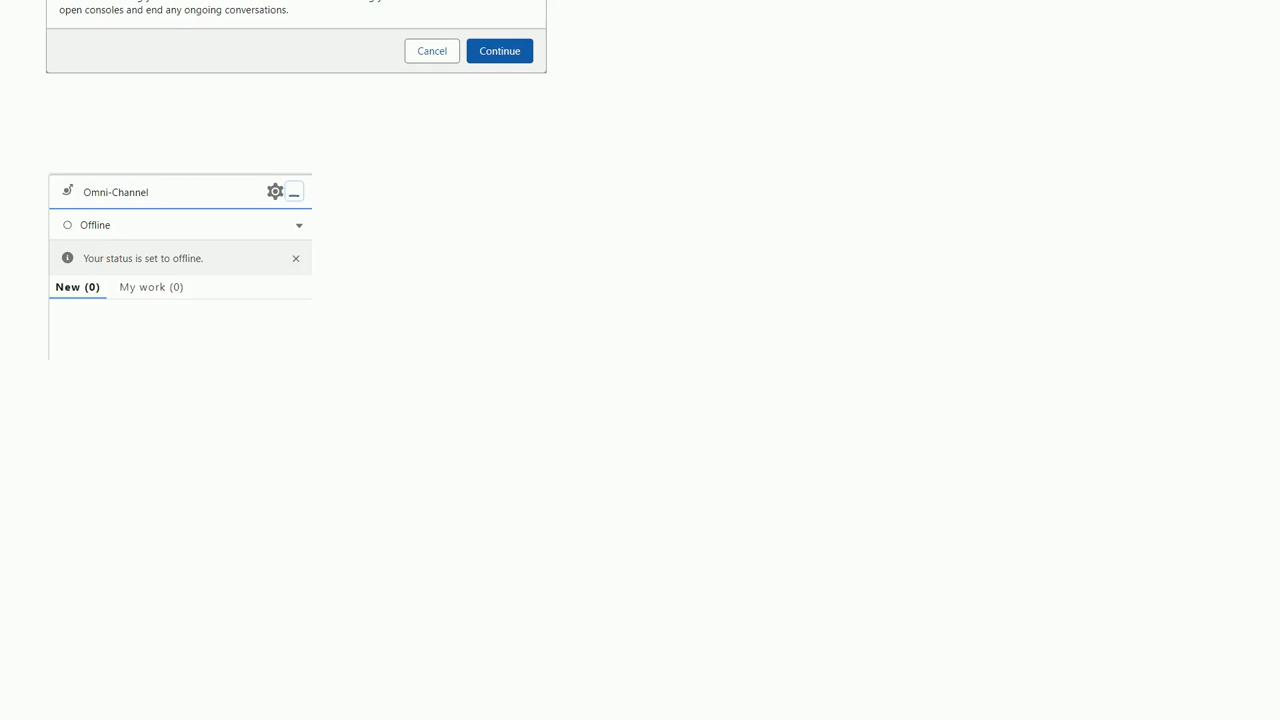 open consoles and end any ongoing conversations.
Cancel Continue
Omni-Channel
Offline
Your status is set to offline.
New (0) My work (0)